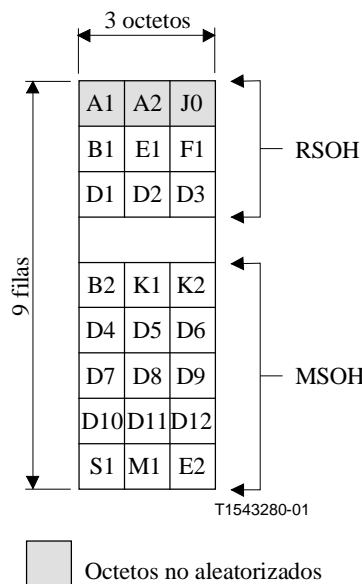 3 octetos
A1 A2 J0
B1 E1 F1
RSOH
D1 D2 D3
9 filas
B2 K1 K2
D4 D5 D6
D7 D8 D9
MSOH
D10 D11 D12
S1 M1 E2
T1543280-01
Octetos no aleatorizados